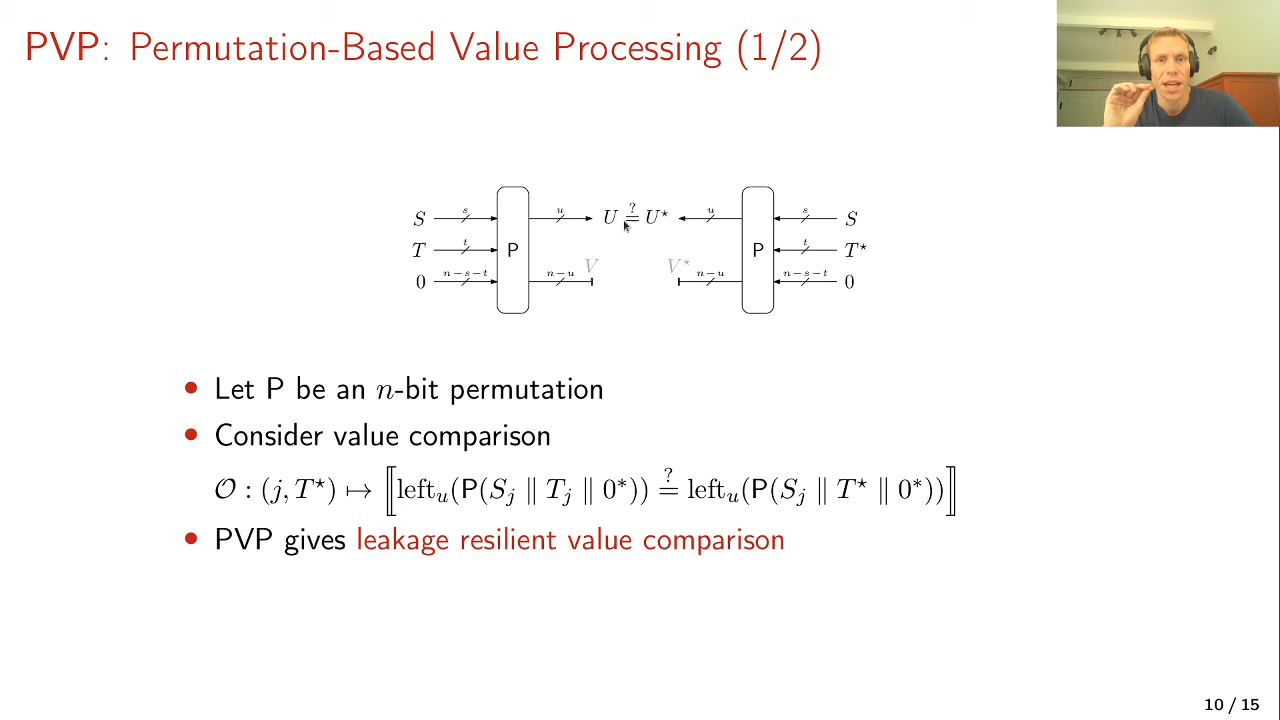 PVP: Permutation-Based Value Processing (1/2)
S s u U ?= U⋆ u s S
T t P P t T⋆
0 n−s−t n−u V V⋆ n−u n−s−t 0
• Let P be an n-bit permutation
• Consider value comparison
O : (j, T⋆) ↦ ⟦left_u(P(S_j ∥ T_j ∥ 0*)) ?= left_u(P(S_j ∥ T⋆ ∥ 0*))⟧
• PVP gives leakage resilient value comparison
10 / 15